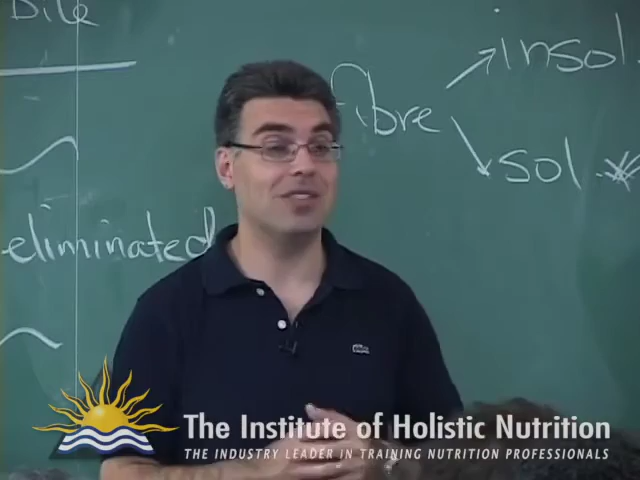 Bile
fibre
insol.
sol.
eliminated
The Institute of Holistic Nutrition
THE INDUSTRY LEADER IN TRAINING NUTRITION PROFESSIONALS